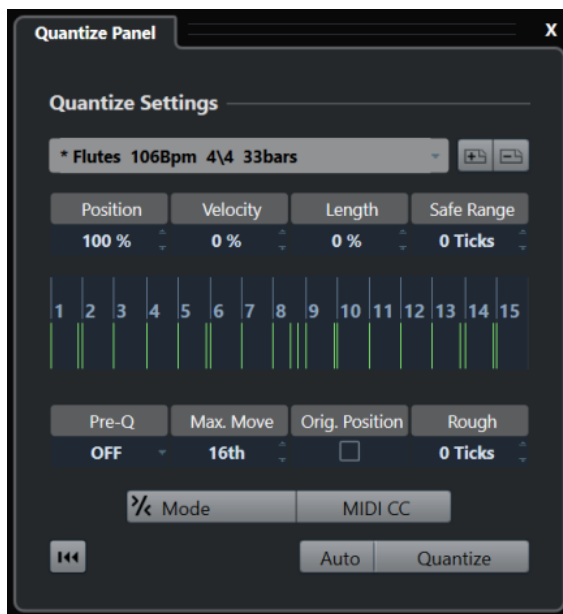 Quantize Panel X
Quantize Settings
* Flutes 106Bpm 4\4 33bars
Position Velocity Length Safe Range
100 % 0 % 0 % 0 Ticks
1 2 3 4 5 6 7 8 9 10 11 12 13 14 15
Pre-Q Max. Move Orig. Position Rough
OFF 16th 0 Ticks
Mode MIDI CC
Auto Quantize